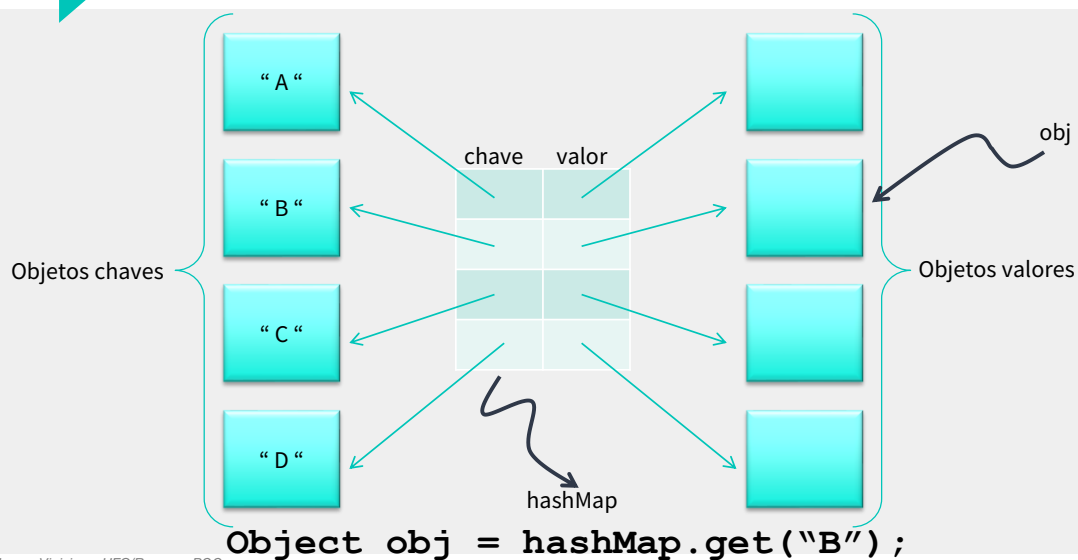 “ A “
chave valor
obj
“ B “
Objetos chaves
Objetos valores
“ C “
“ D “
hashMap
Object obj = hashMap.get(“B”);